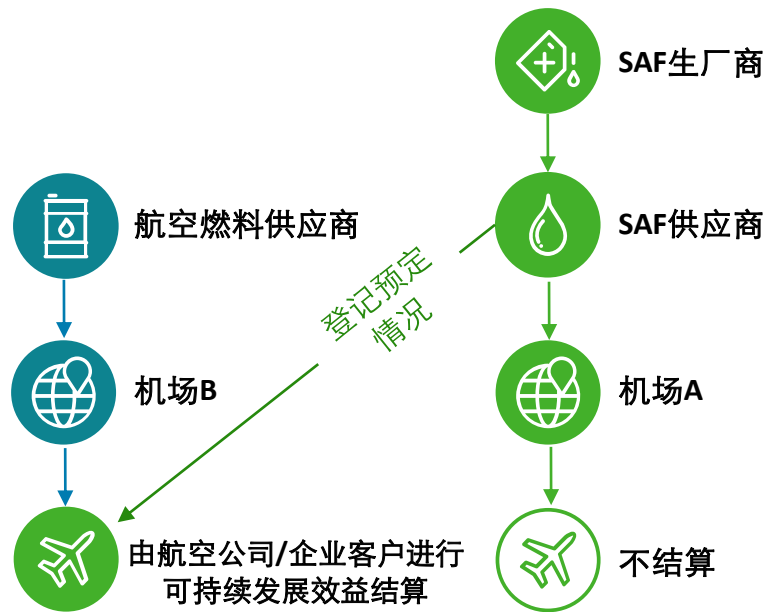 SAF生厂商
航空燃料供应商
SAF供应商
登记预定
情况
机场B
机场A
由航空公司/企业客户进行
可持续发展效益结算
不结算